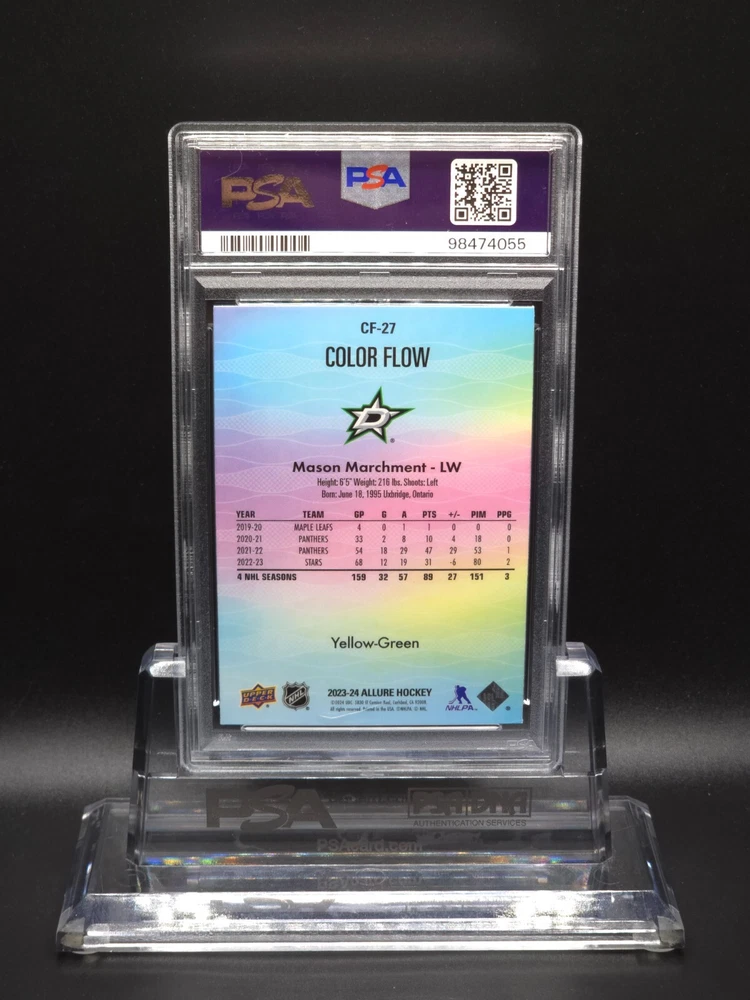 PSA
PSA
98474055
CF-27
COLOR FLOW
D
Mason Marchment - LW
Height: 6'5" Weight: 216 lbs. Shoots: Left
Born: June 18, 1995 Uxbridge, Ontario
YEAR TEAM GP G A PTS +/- PIM PPG
2019-20 MAPLE LEAFS 4 0 1 1 0 0 0
2020-21 PANTHERS 33 2 8 10 4 18 0
2021-22 PANTHERS 54 18 29 47 29 53 1
2022-23 STARS 68 12 19 31 -6 80 2
4 NHL SEASONS 159 32 57 89 27 151 3
Yellow-Green
UPPER DECK
NHL
2023-24 ALLURE HOCKEY
NHLPA
PSA
PSA/DNA
AUTHENTICATION SERVICES
PSAcard.com